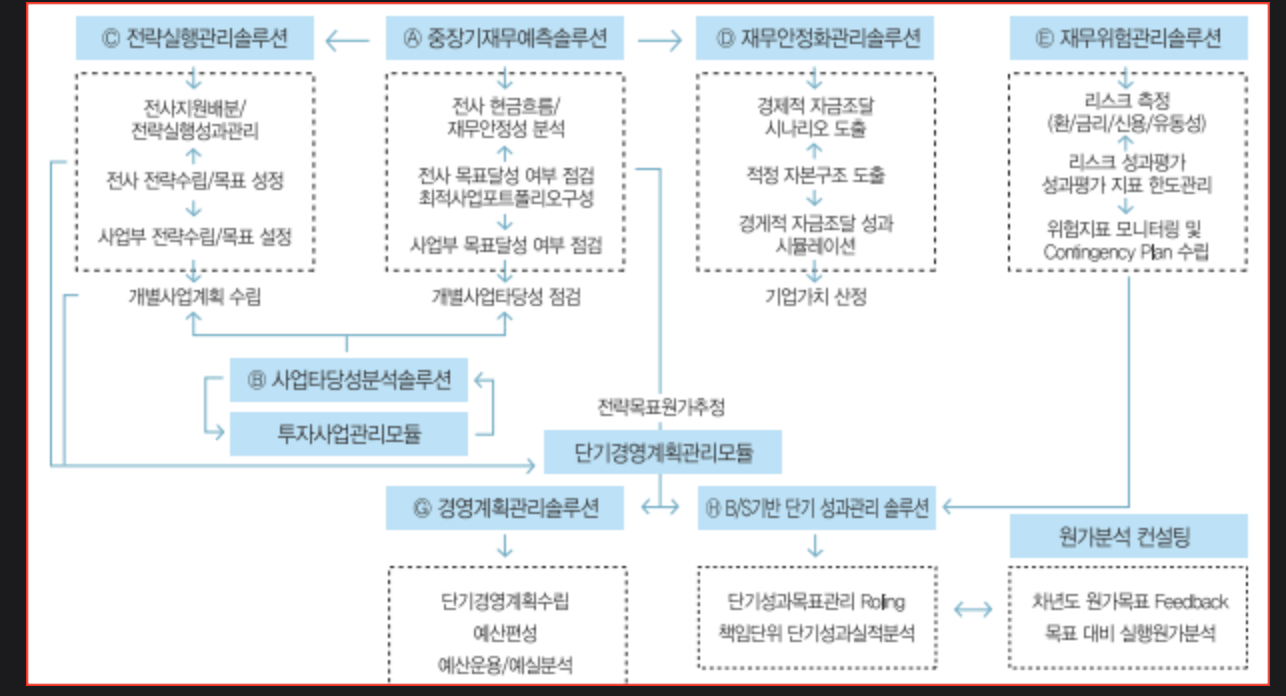 Ⓒ 전략실행관리솔루션
Ⓐ 중장기재무예측솔루션
Ⓓ 재무안정화관리솔루션
Ⓔ 재무위험관리솔루션
전사지원배분/
전략실행성과관리
전사 전략수립/목표 성정
사업부 전략수립/목표 설정
개별사업계획 수립
전사 현금흐름/
재무안정성 분석
전사 목표달성 여부 점검
최적사업포트폴리오구성
사업부 목표달성 여부 점검
개별사업타당성 점검
경제적 자금조달
시나리오 도출
적정 자본구조 도출
경게적 자금조달 성과
시뮬레이션
기업가치 산정
리스크 측정
(환/금리/신용/유동성)
리스크 성과평가
성과평가 지표 한도관리
위험지표 모니터링 및
Contingency Plan 수립
Ⓑ 사업타당성분석솔루션
투자사업관리모듈
전략목표원가추정
단기경영계획관리모듈
Ⓖ 경영계획관리솔루션
Ⓗ B/S기반 단기 성과관리 솔루션
원가분석 컨설팅
단기경영계획수립
예산편성
예산운용/예실분석
단기성과목표관리 Roling
책임단위 단기성과실적분석
차년도 원가목표 Feedback
목표 대비 실행원가분석